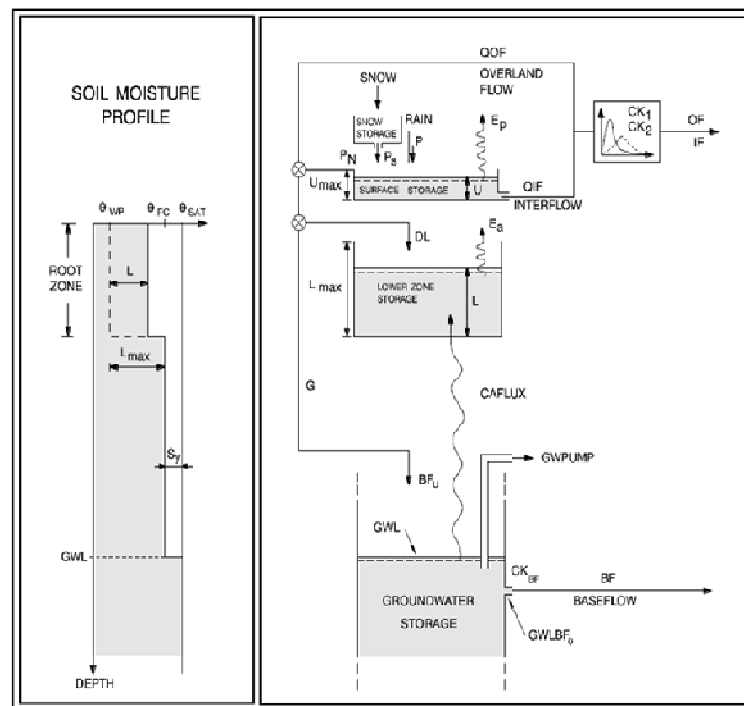 SOIL MOISTURE
PROFILE
θWP θFC θSAT
ROOT
ZONE
L
Lmax
Sy
GWL
DEPTH
QOF
OVERLAND
FLOW
SNOW
SNOW
STORAGE
RAIN
P
PS
EP
PN
Umax
SURFACE STORAGE
U
QIF
INTERFLOW
CK1
CK2
OF
IF
DL
Ea
Lmax
LOWER ZONE
STORAGE
L
G
CAFLUX
GWPUMP
BFU
GWL
CKBF
BF
BASEFLOW
GROUNDWATER
STORAGE
GWLBF0